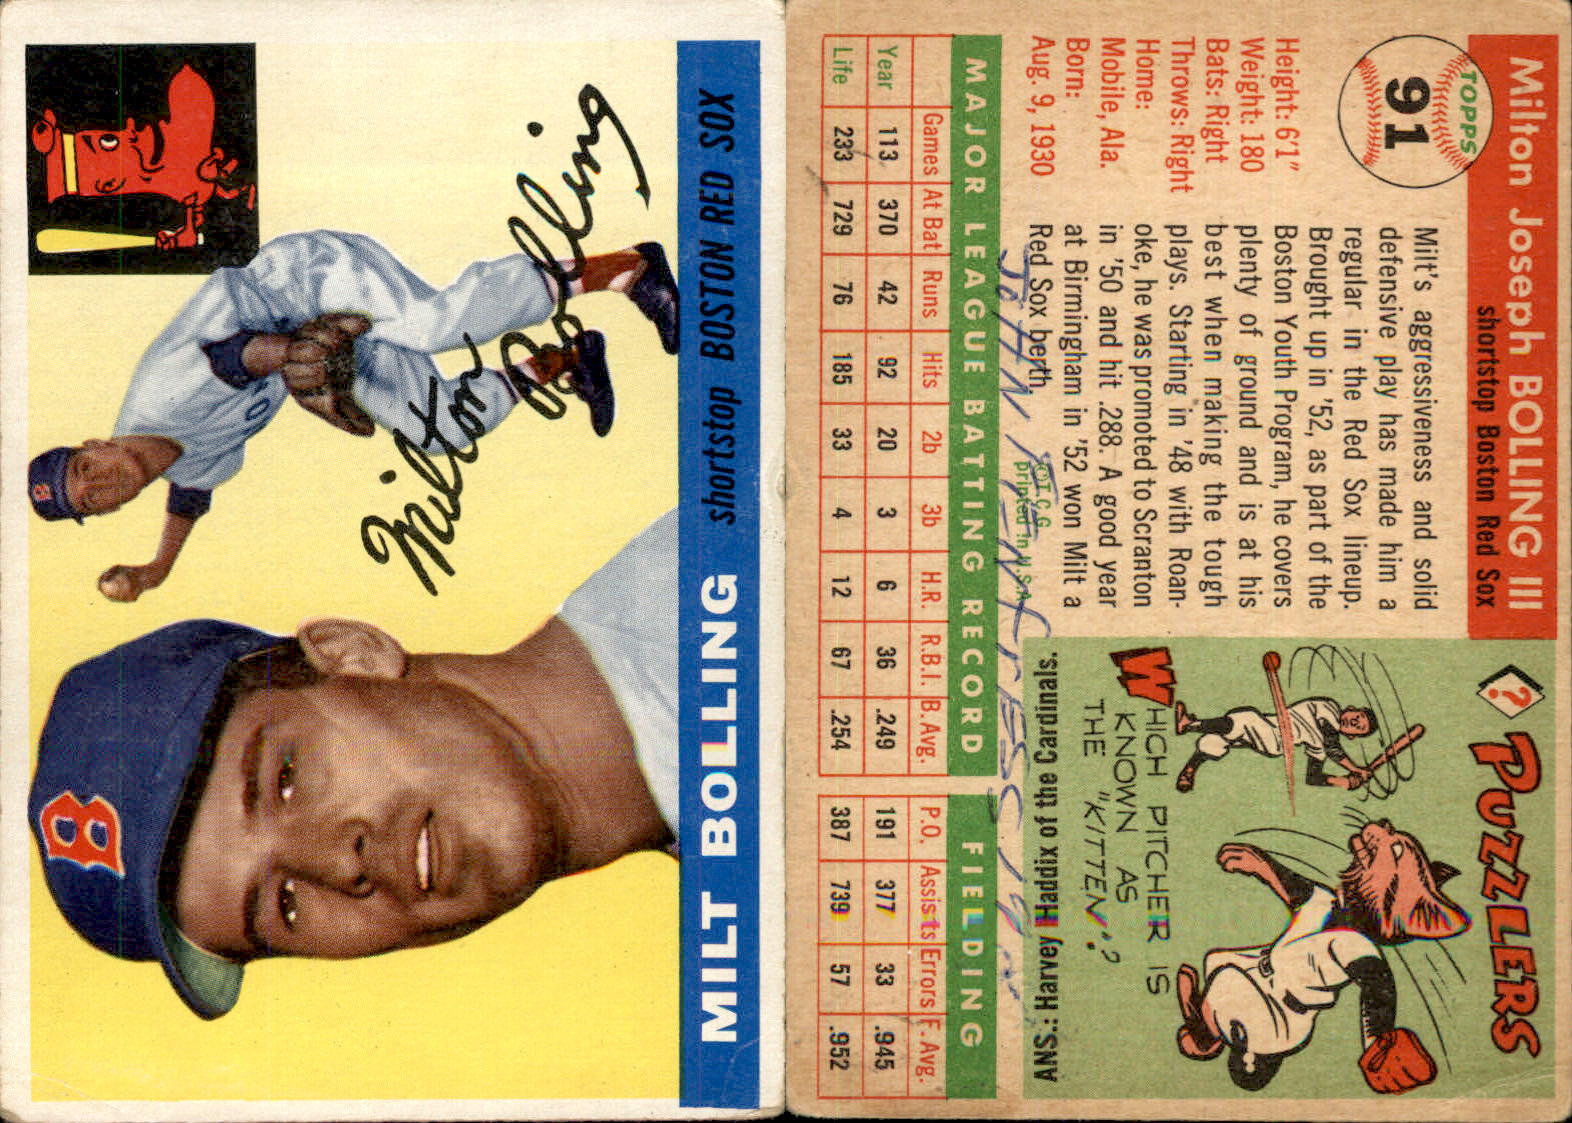 MILT BOLLING
shortstop BOSTON RED SOX
Milton
Bolling
B
B
TOPPS
91
Milton Joseph BOLLING III
shortstop Boston Red Sox
Height: 6'1"
Weight: 180
Bats: Right
Throws: Right
Home:
Mobile, Ala.
Born:
Aug. 9, 1930
Milt's aggressiveness and solid
defensive play has made him a
regular in the Red Sox lineup.
Brought up in '52, as part of the
Boston Youth Program, he covers
plenty of ground and is at his
best when making the tough
plays. Starting in '48 with Roan-
oke, he was promoted to Scranton
in '50 and hit .288. A good year
at Birmingham in '52 won Milt a
Red Sox berth.
©T.C.G.
printed in U.S.A.
JOHN
? PUZZLERS
WHICH PITCHER IS
KNOWN AS
THE "KITTEN"?
ANS.: Harvey Haddix of the Cardinals.
MAJOR LEAGUE BATTING RECORD FIELDING
Year Games At Bat Runs Hits 2b 3b H.R. R.B.I. B. Avg. P.O. Assists Errors F. Avg.
Year 113 370 42 92 20 3 6 36 .249 191 377 33 .945
Life 233 729 76 185 33 4 12 67 .254 387 739 57 .952